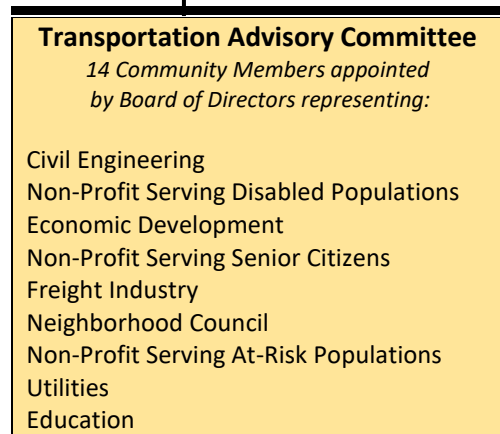 Transportation Advisory Committee
14 Community Members appointed
by Board of Directors representing:
Civil Engineering
Non-Profit Serving Disabled Populations
Economic Development
Non-Profit Serving Senior Citizens
Freight Industry
Neighborhood Council
Non-Profit Serving At-Risk Populations
Utilities
Education